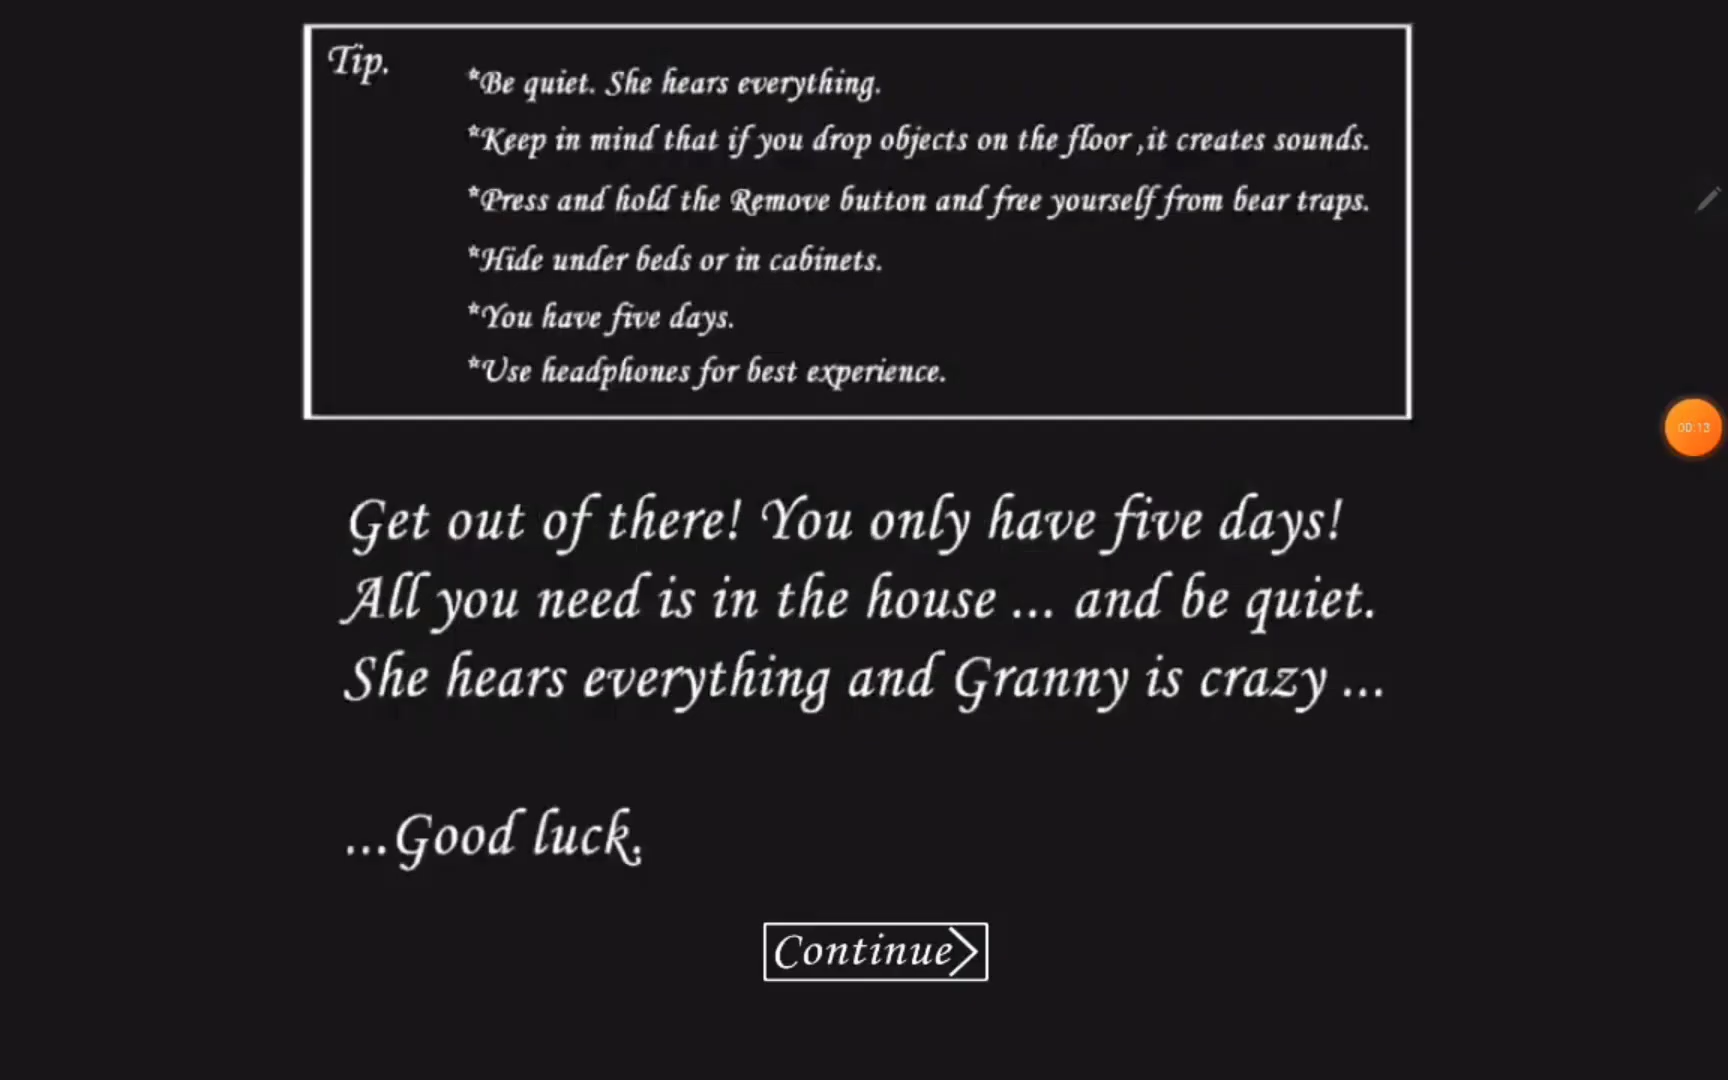 Tip.
*Be quiet. She hears everything.
*Keep in mind that if you drop objects on the floor ,it creates sounds.
*Press and hold the Remove button and free yourself from bear traps.
*Hide under beds or in cabinets.
*You have five days.
*Use headphones for best experience.
00:13
Get out of there! You only have five days!
All you need is in the house ... and be quiet.
She hears everything and Granny is crazy ...
...Good luck.
Continue>